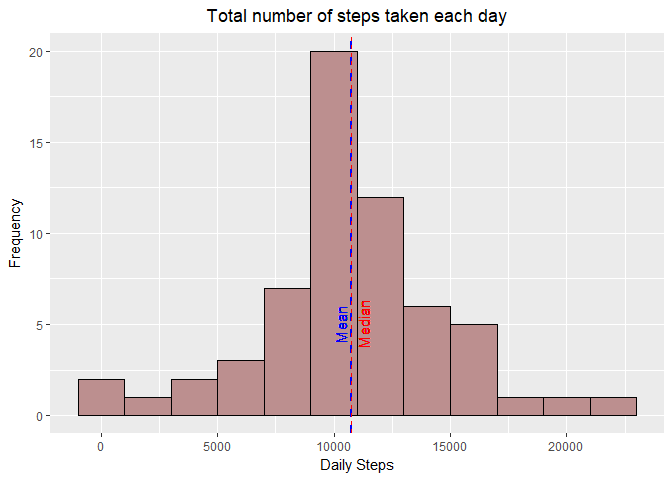 Total number of steps taken each day
20
15
10
5
0
Frequency
Mean
Median
0 5000 10000 15000 20000
Daily Steps